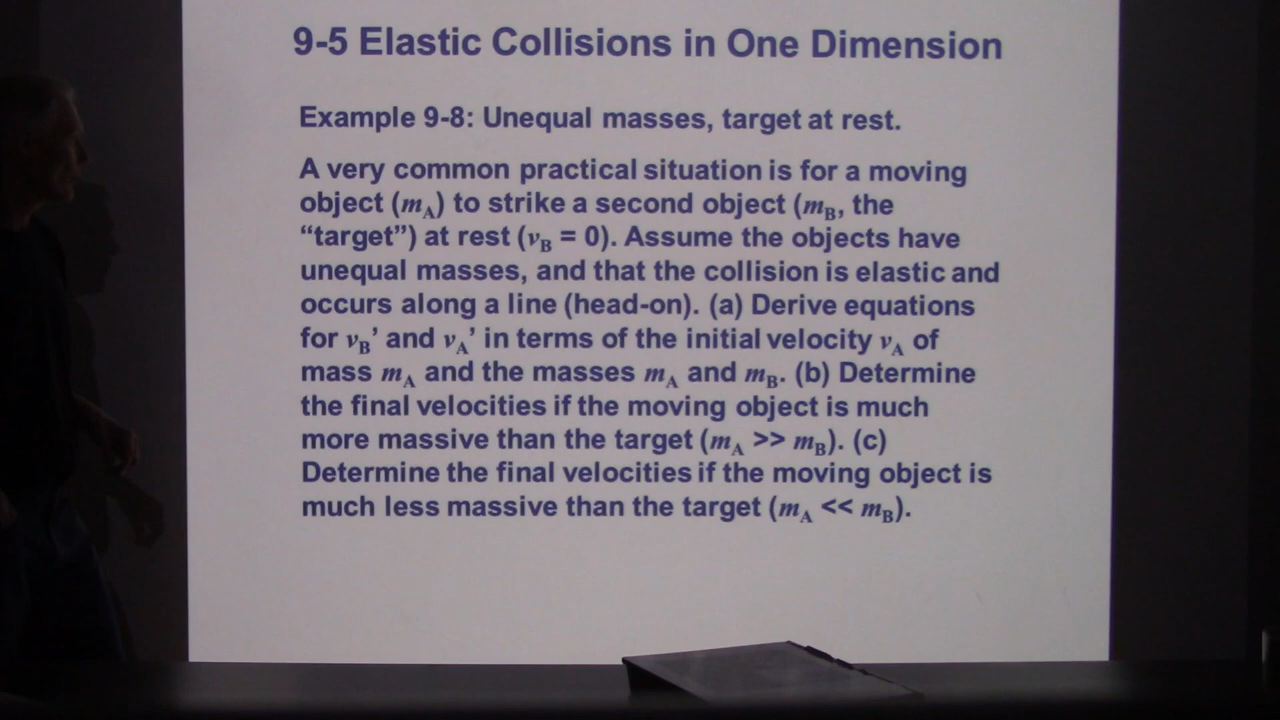 9-5 Elastic Collisions in One Dimension
Example 9-8: Unequal masses, target at rest.
A very common practical situation is for a moving
object (mA) to strike a second object (mB, the
“target”) at rest (vB = 0). Assume the objects have
unequal masses, and that the collision is elastic and
occurs along a line (head-on). (a) Derive equations
for vB’ and vA’ in terms of the initial velocity vA of
mass mA and the masses mA and mB. (b) Determine
the final velocities if the moving object is much
more massive than the target (mA >> mB). (c)
Determine the final velocities if the moving object is
much less massive than the target (mA << mB).